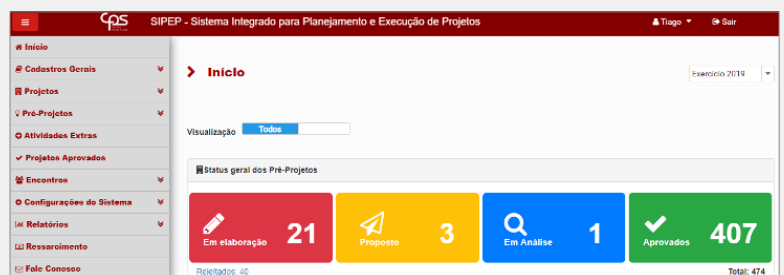 CPS SIPEP - Sistema Integrado para Planejamento e Execução de Projetos Tiago Sair
Início
Cadastros Gerais
Projetos
Pré-Projetos
Atividades Extras
Projetos Aprovados
Encontros
Configurações do Sistema
Relatórios
Ressarcimento
Fale Conosco
Início
Exercício 2019
Visualização Todos
Status geral dos Pré-Projetos
Em elaboração 21
Proposto 3
Em Análise 1
Aprovados 407
Rejeitados: 40
Total: 474